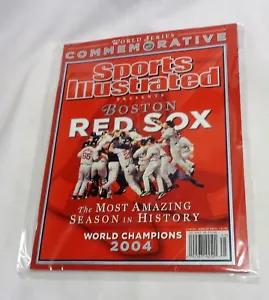 WORLD SERIES
COMMEMORATIVE
Sports
Illustrated
PRESENTS
BOSTON
RED SOX
THE MOST AMAZING
SEASON IN HISTORY
WORLD CHAMPIONS
2004